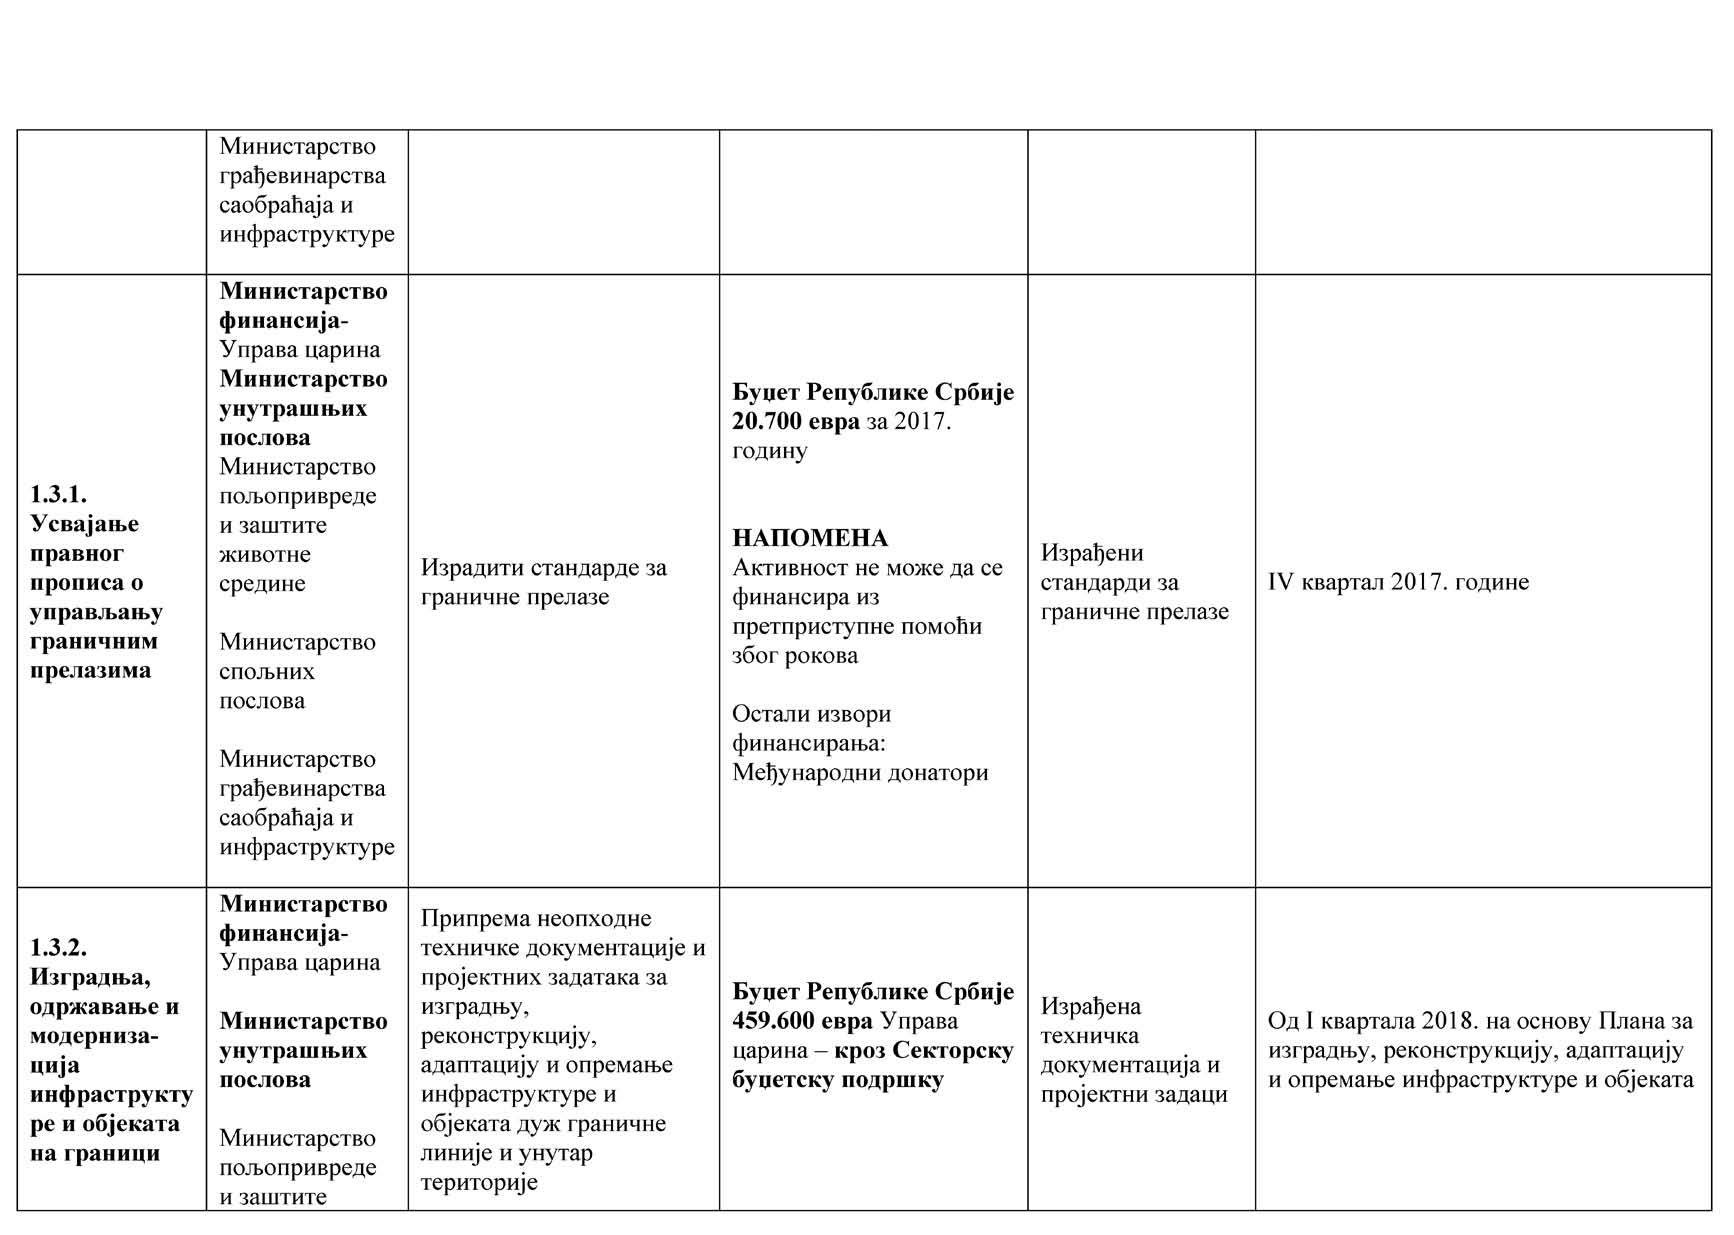 Министарство
грађевинарства
саобраћаја и
инфраструктуре
1.3.1.
Усвајање
правног
прописа о
управљању
граничним
прелазима
Министарство
финансија-
Управа царина
Министарство
унутрашњих
послова
Министарство
пољопривреде
и заштите
животне
средине
Министарство
спољних
послова
Министарство
грађевинарства
саобраћаја и
инфраструктуре
Израдити стандарде за
граничне прелазе
Буџет Републике Србије
20.700 евра за 2017.
годину
НАПОМЕНА
Активност не може да се
финансира из
претприступне помоћи
због рокова
Остали извори
финансирања:
Међународни донатори
Израђени
стандарди за
граничне прелазе
IV квартал 2017. године
1.3.2.
Изградња,
одржавање и
модерниза-
ција
инфраструкту
ре и објеката
на граници
Министарство
финансија-
Управа царина
Министарство
унутрашњих
послова
Министарство
пољопривреде
и заштите
Припрема неопходне
техничке документације и
пројектних задатака за
изградњу,
реконструкцију,
адаптацију и опремање
инфраструктуре и
објеката дуж граничне
линије и унутар
територије
Буџет Републике Србије
459.600 евра Управа
царина – кроз Секторску
буџетску подршку
Израђена
техничка
документација и
пројектни задаци
Од I квартала 2018. на основу Плана за
изградњу, реконструкцију, адаптацију
и опремање инфраструктуре и објеката